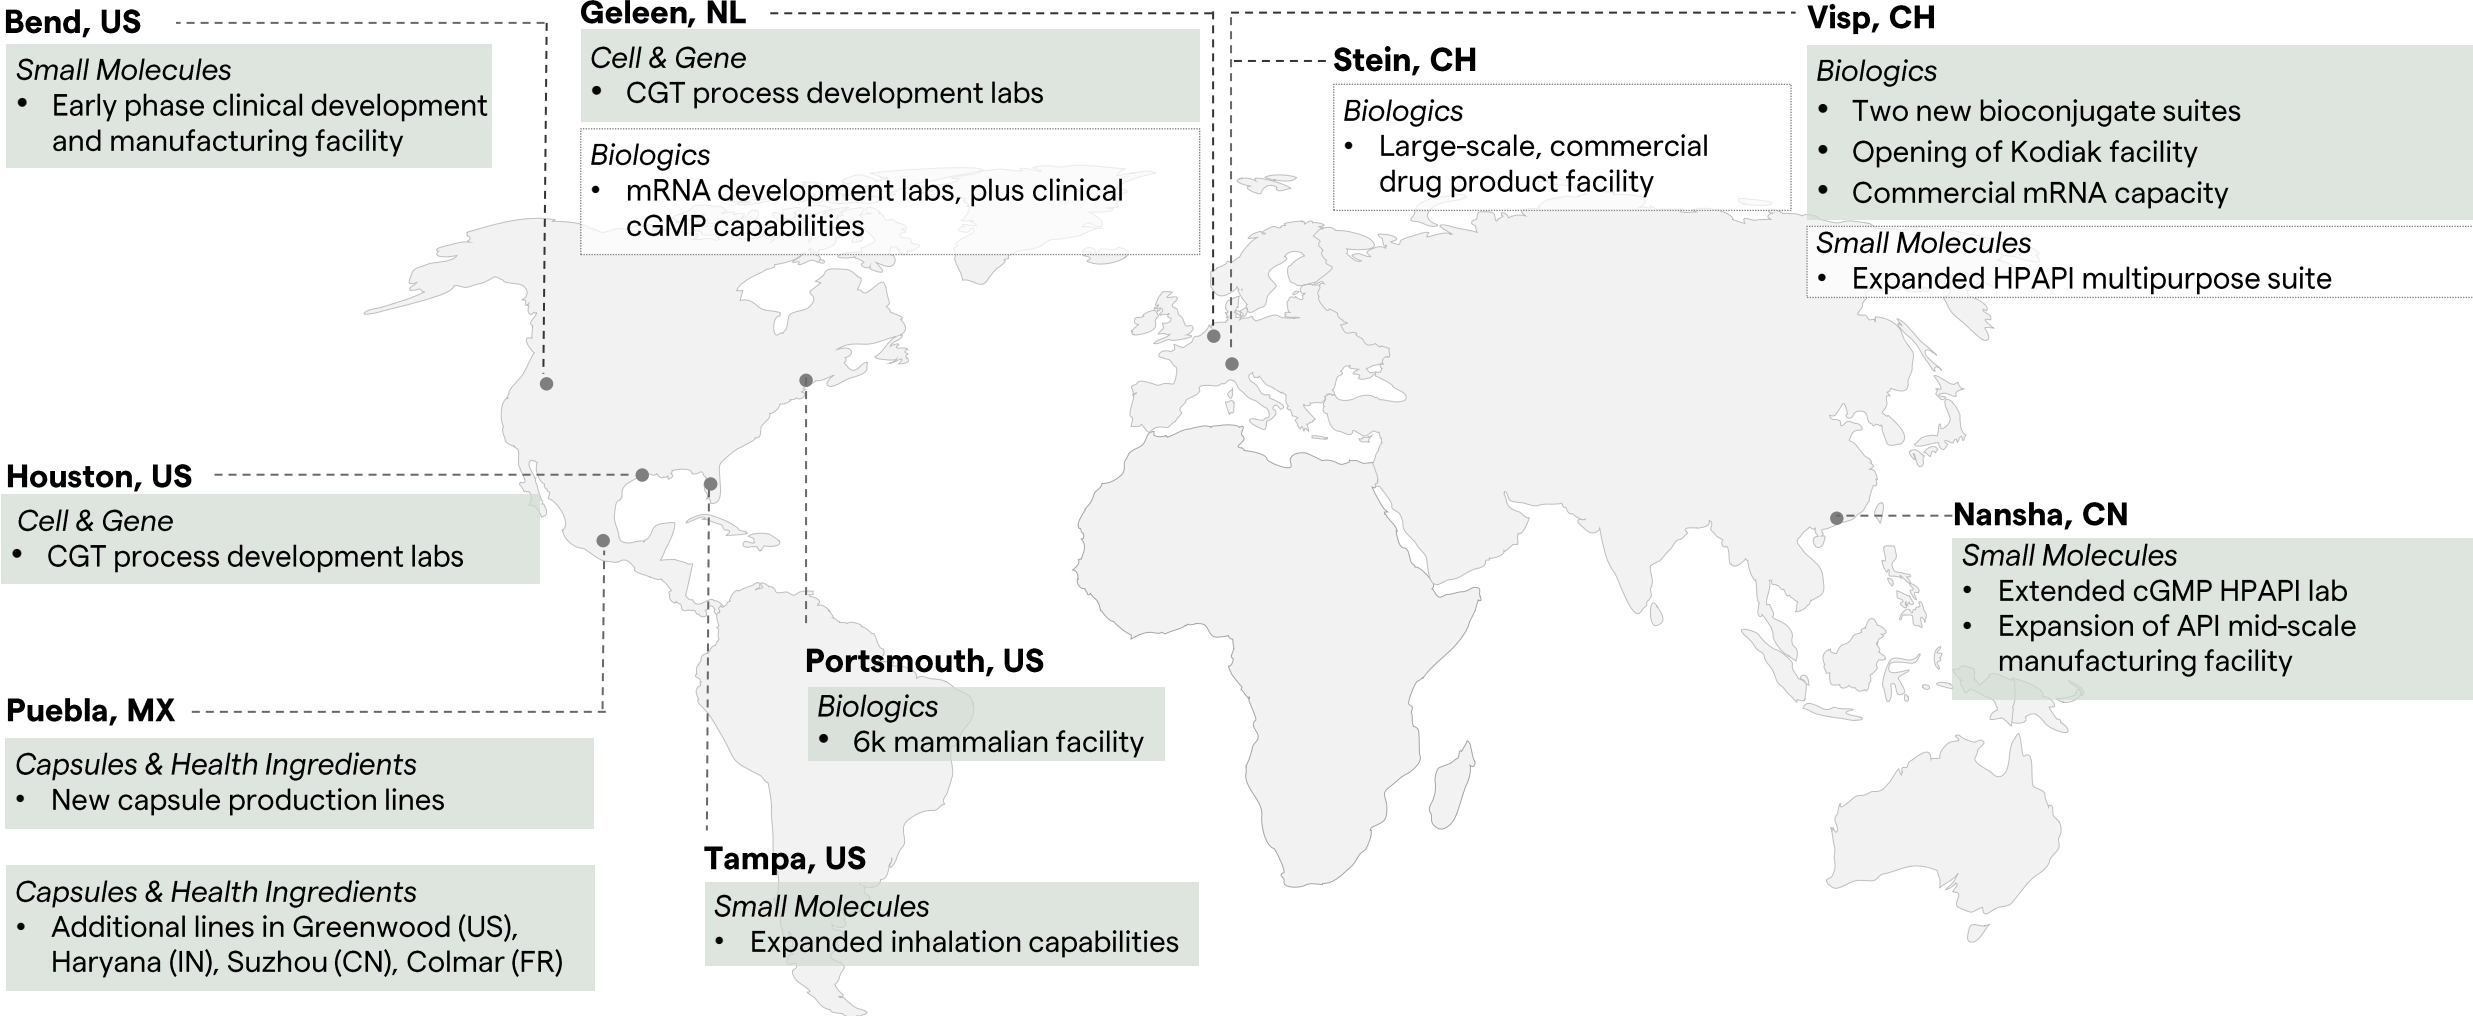 Bend, US
Small Molecules
• Early phase clinical development
and manufacturing facility
Geleen, NL
Cell & Gene
• CGT process development labs
Biologics
• mRNA development labs, plus clinical
cGMP capabilities
Stein, CH
Biologics
• Large-scale, commercial
drug product facility
Visp, CH
Biologics
• Two new bioconjugate suites
• Opening of Kodiak facility
• Commercial mRNA capacity
Small Molecules
• Expanded HPAPI multipurpose suite
Houston, US
Cell & Gene
• CGT process development labs
Nansha, CN
Small Molecules
• Extended cGMP HPAPI lab
• Expansion of API mid-scale
manufacturing facility
Portsmouth, US
Biologics
• 6k mammalian facility
Puebla, MX
Capsules & Health Ingredients
• New capsule production lines
Capsules & Health Ingredients
• Additional lines in Greenwood (US),
Haryana (IN), Suzhou (CN), Colmar (FR)
Tampa, US
Small Molecules
• Expanded inhalation capabilities